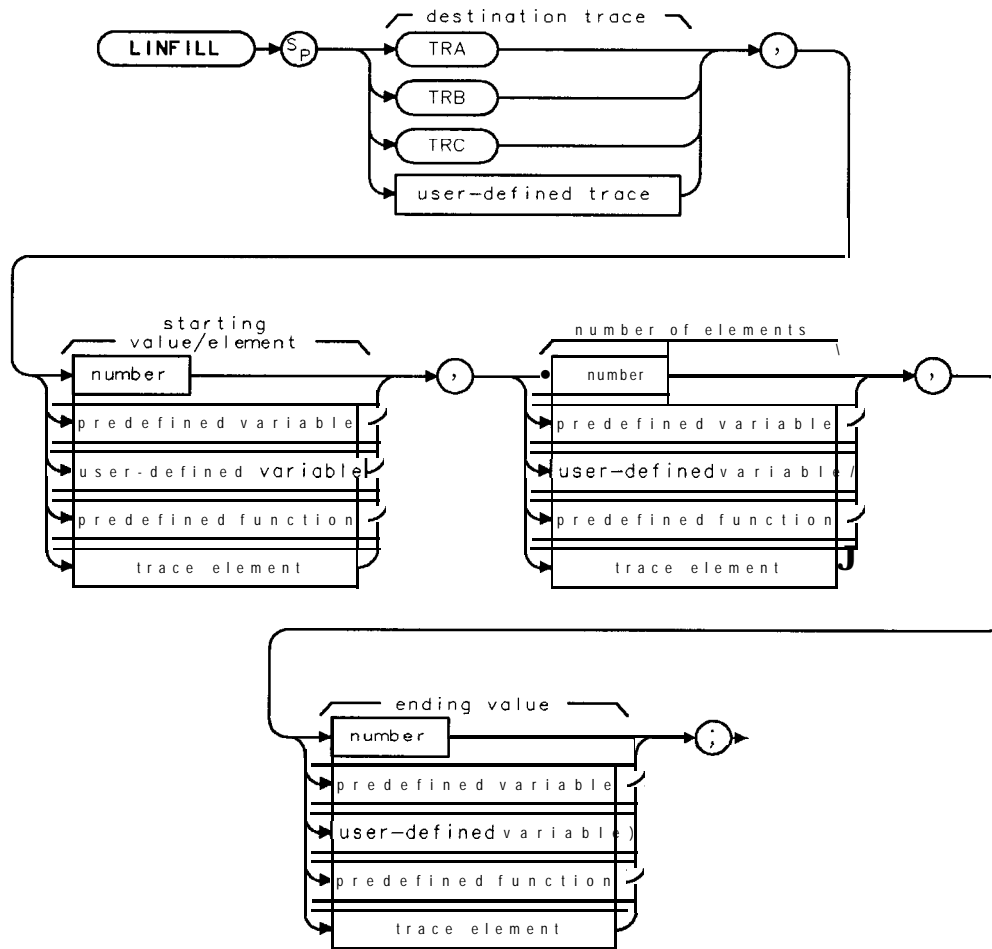 destination trace
LINFILL SP TRA ,
TRB
TRC
user-defined trace
starting
value/element
number ,
predefined variable
user-defined variable
predefined function
trace element
number of elements
number ,
predefined variable
user-defined variable
predefined function
trace element
ending value
number ;
predefined variable
user-defined variable)
predefined function
trace element